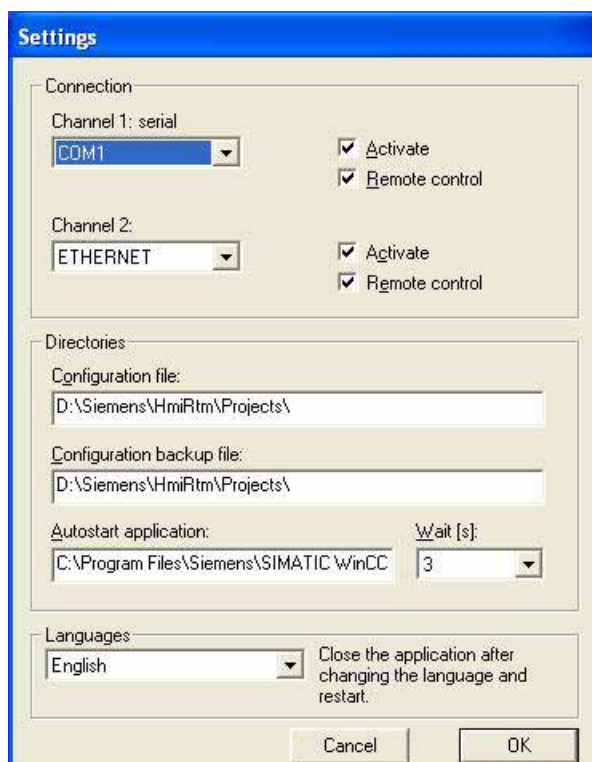 Settings
Connection
Channel 1: serial
COM1
Activate
Remote control
Channel 2:
ETHERNET
Activate
Remote control
Directories
Configuration file:
D:\Siemens\HmiRtm\Projects\
Configuration backup file:
D:\Siemens\HmiRtm\Projects\
Autostart application:
Wait [s]:
C:\Program Files\Siemens\SIMATIC WinCC
3
Languages
English
Close the application after
changing the language and
restart.
Cancel
OK